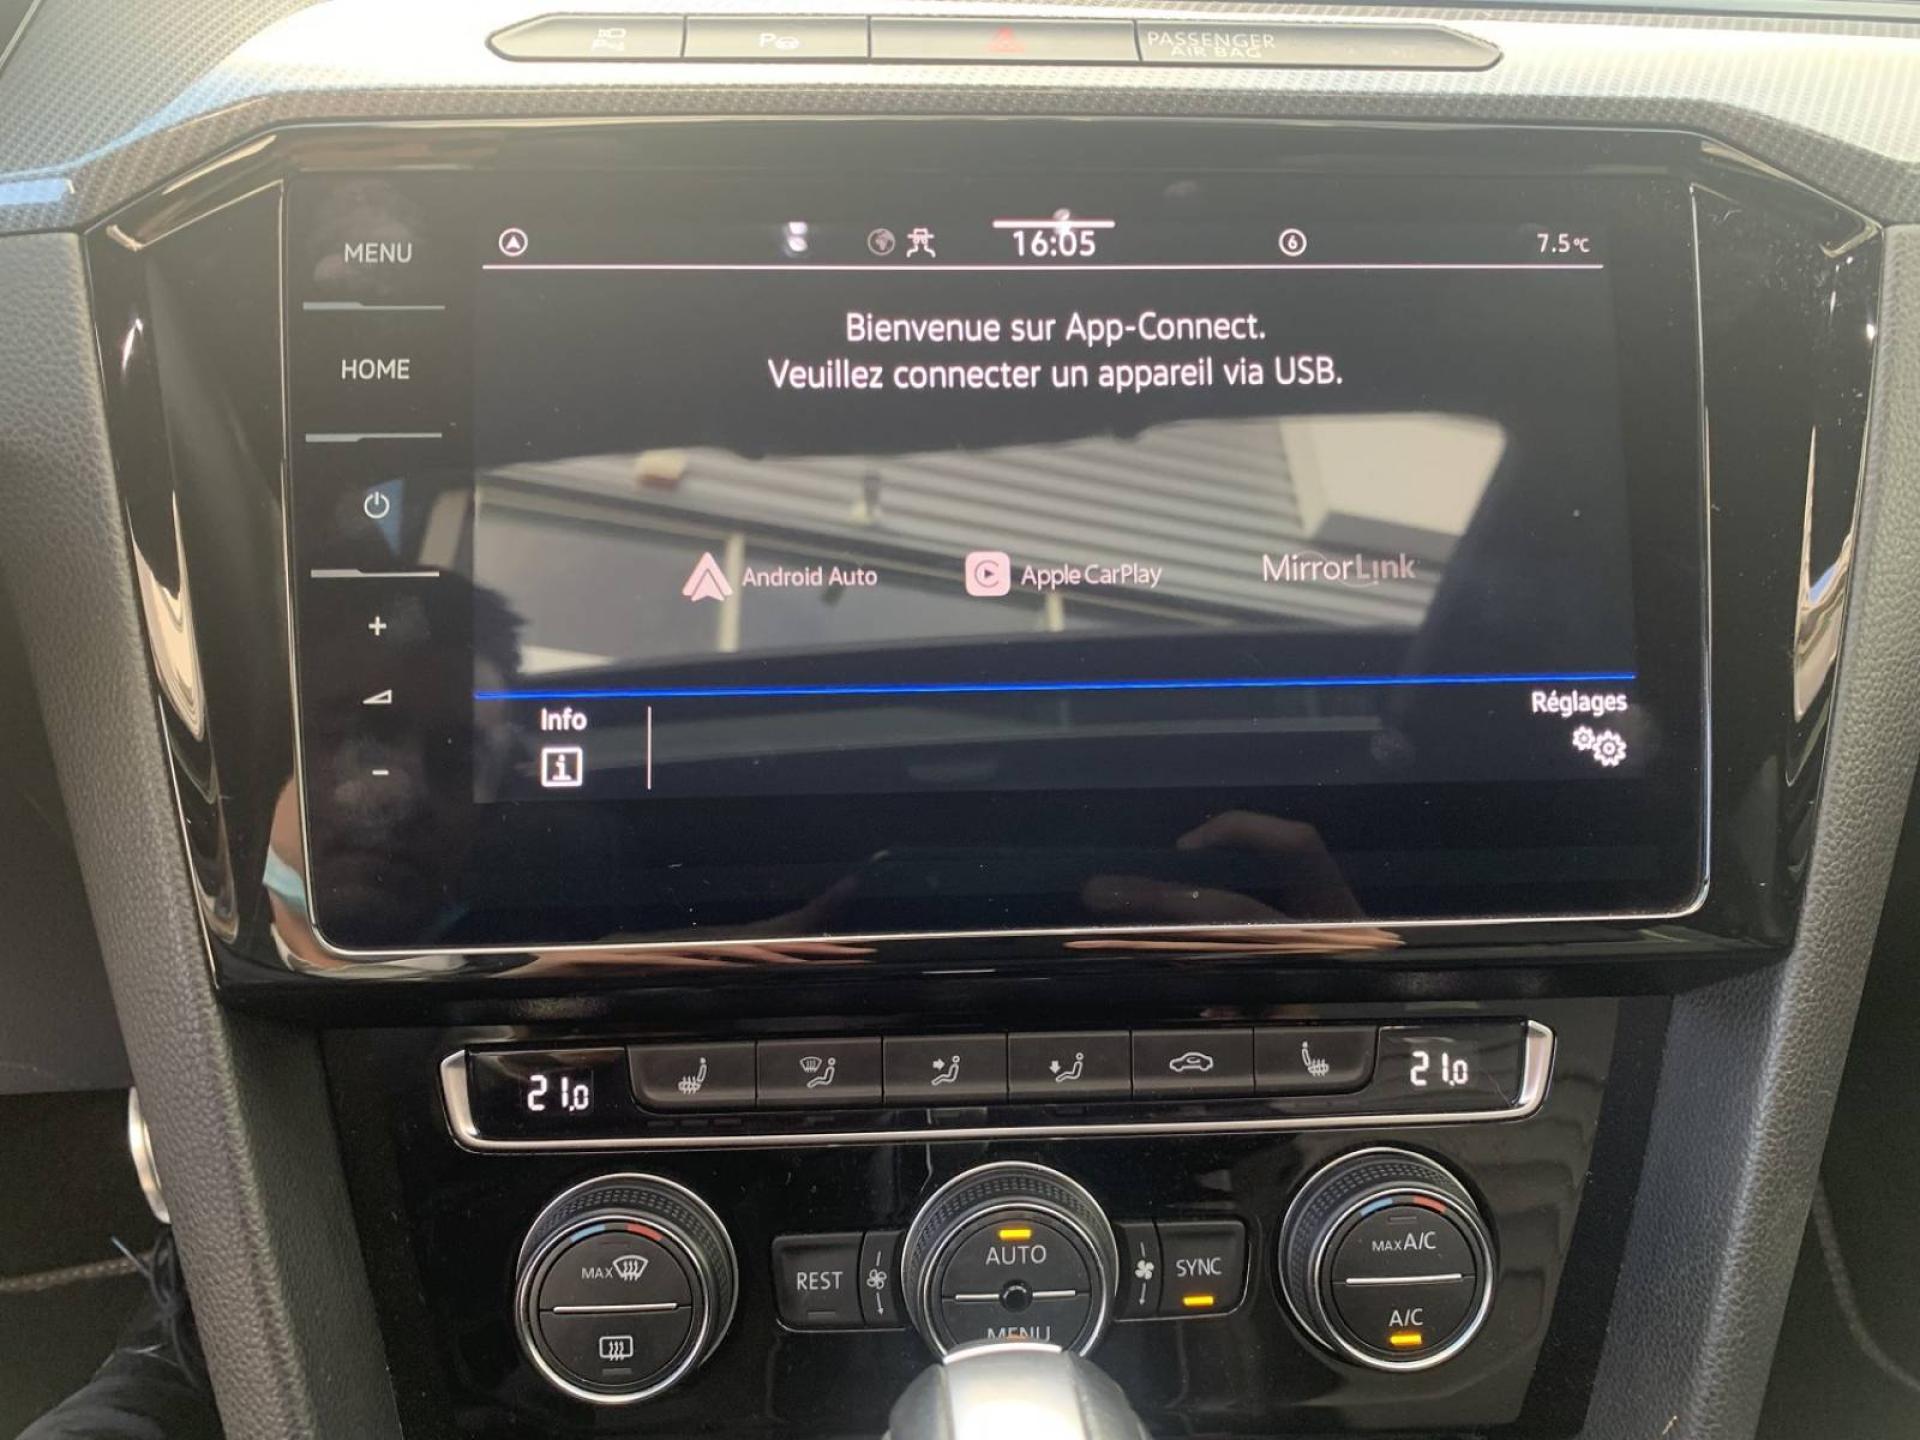 PASSENGER
AIR BAG
MENU
16:05
6
7.5°C
Bienvenue sur App-Connect.
Veuillez connecter un appareil via USB.
HOME
Android Auto
Apple CarPlay
MirrorLink
+
-
Info
i
Réglages
21.0
21.0
MAX
REST
AUTO
MENU
SYNC
MAX A/C
A/C